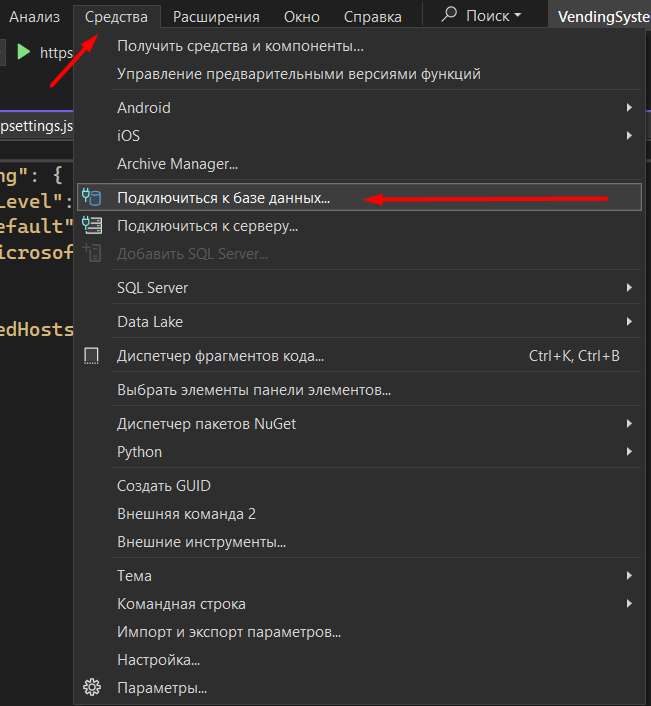 Анализ Средства Расширения Окно Справка Поиск VendingSyste
https
Получить средства и компоненты...
Управление предварительными версиями функций
psettings.js
Android
iOS
ng": {
Archive Manager...
Level":
Подключиться к базе данных...
efault"
Подключиться к серверу...
icrosof
Добавить SQL Server...
SQL Server
Data Lake
edHosts
Диспетчер фрагментов кода... Ctrl+K, Ctrl+B
Выбрать элементы панели элементов...
Диспетчер пакетов NuGet
Python
Создать GUID
Внешняя команда 2
Внешние инструменты...
Тема
Командная строка
Импорт и экспорт параметров...
Настройка...
Параметры...